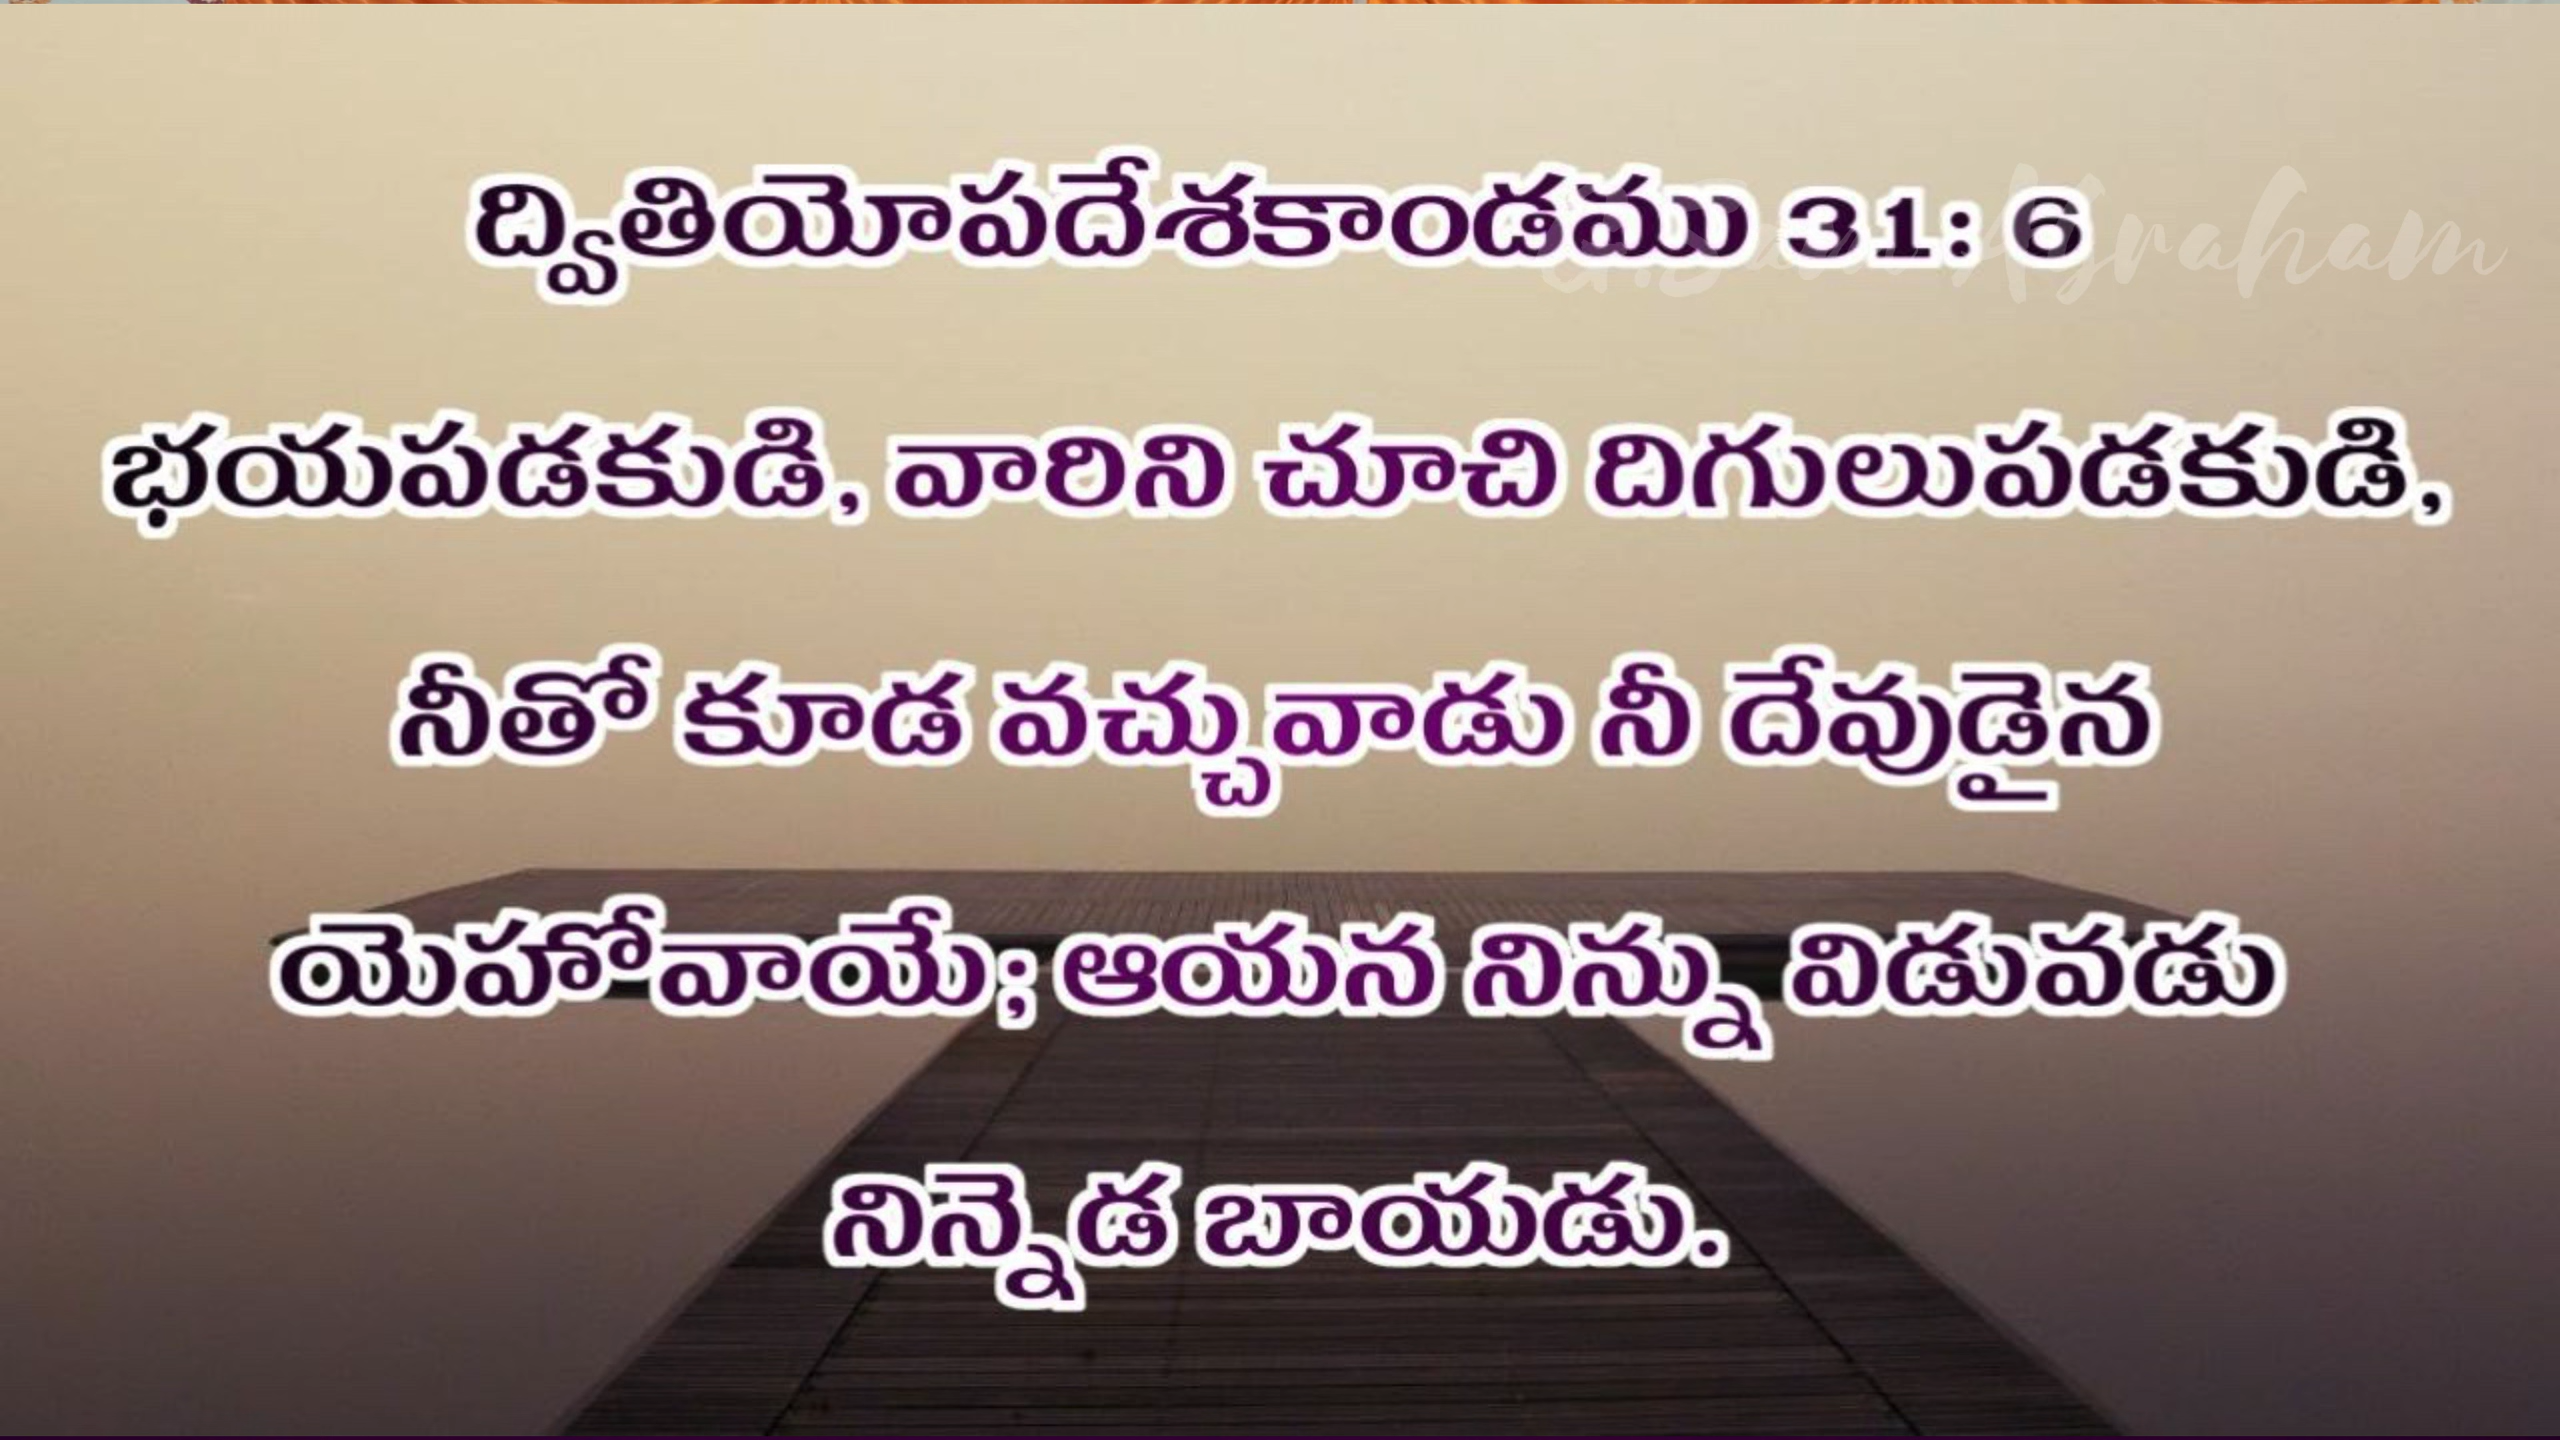 ద్వితియోపదేశకాండము 31: 6
భయపడకుడి, వారిని చూచి దిగులుపడకుడి,
నీతో కూడ వచ్చువాడు నీ దేవుడైన
యెహోవాయే; ఆయన నిన్ను విడువడు
నిన్నెడ బాయడు.